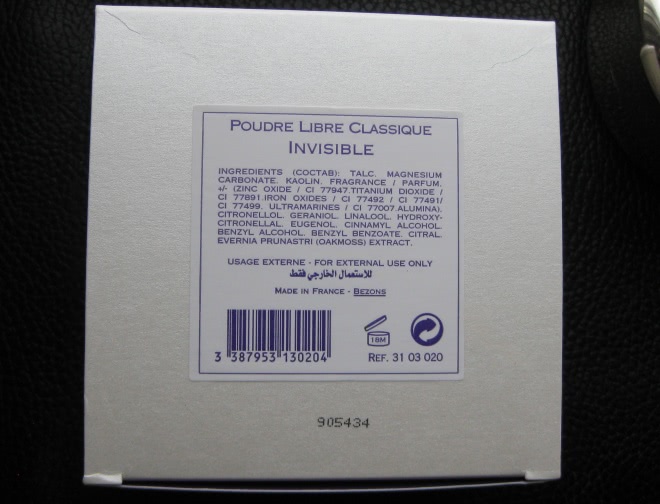 POUDRE LIBRE CLASSIQUE
INVISIBLE
INGREDIENTS (COCTAB): TALC. MAGNESIUM
CARBONATE. KAOLIN. FRAGRANCE / PARFUM.
+/- (ZINC OXIDE / CI 77947.TITANIUM DIOXIDE /
CI 77891.IRON OXIDES / CI 77492 / CI 77491/
CI 77499. ULTRAMARINES / CI 77007.ALUMINA).
CITRONELLOL. GERANIOL. LINALOOL. HYDROXY-
CITRONELLAL. EUGENOL. CINNAMYL ALCOHOL.
BENZYL ALCOHOL. BENZYL BENZOATE. CITRAL.
EVERNIA PRUNASTRI (OAKMOSS) EXTRACT.
USAGE EXTERNE - FOR EXTERNAL USE ONLY
للاستعمال الخارجي فقط
MADE IN FRANCE - BEZONS
18M
3 387953 130204
REF. 31 03 020
905434